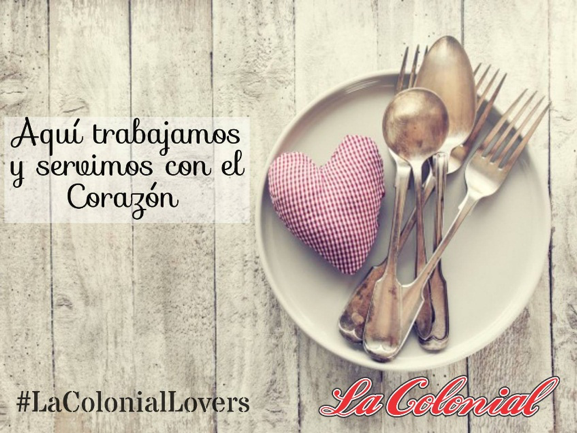 Aquí trabajamos
y servimos con el
Corazón
#LaColonialLovers
La Colonial